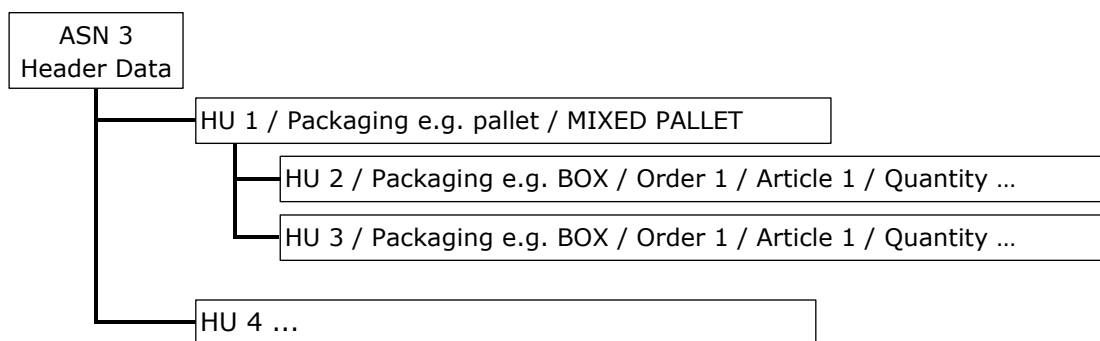 ASN 3
Header Data
HU 1 / Packaging e.g. pallet / MIXED PALLET
HU 2 / Packaging e.g. BOX / Order 1 / Article 1 / Quantity …
HU 3 / Packaging e.g. BOX / Order 1 / Article 1 / Quantity …
HU 4 ...